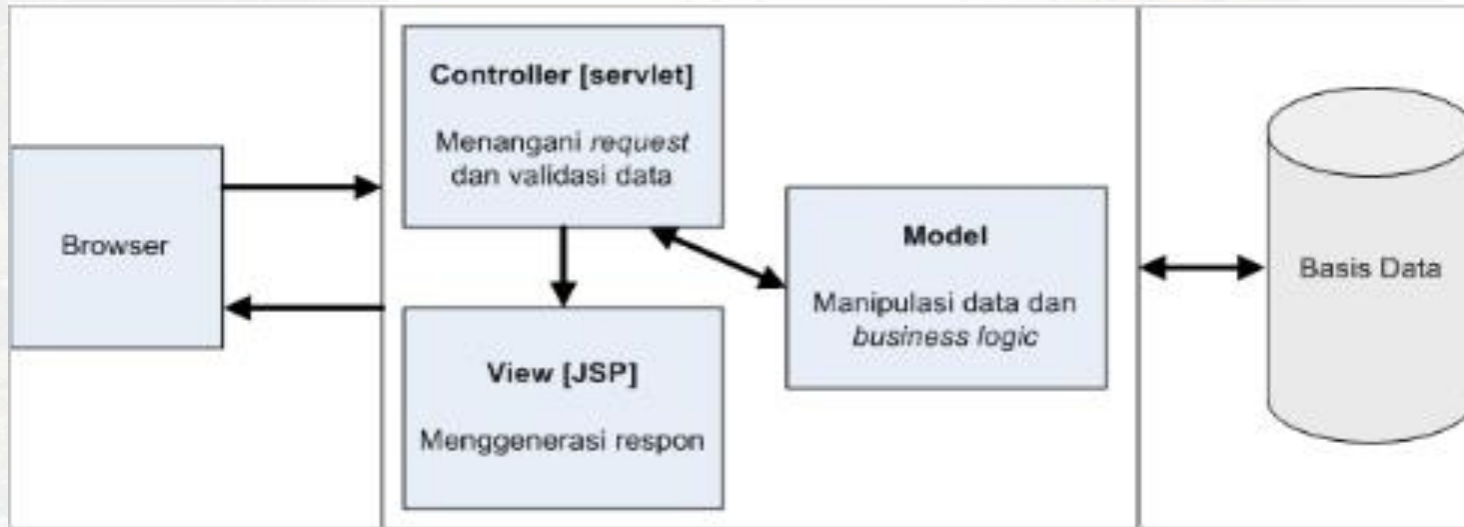 Browser
Controller [servlet]
Menangani request
dan validasi data
View [JSP]
Menggenerasi respon
Model
Manipulasi data dan
business logic
Basis Data